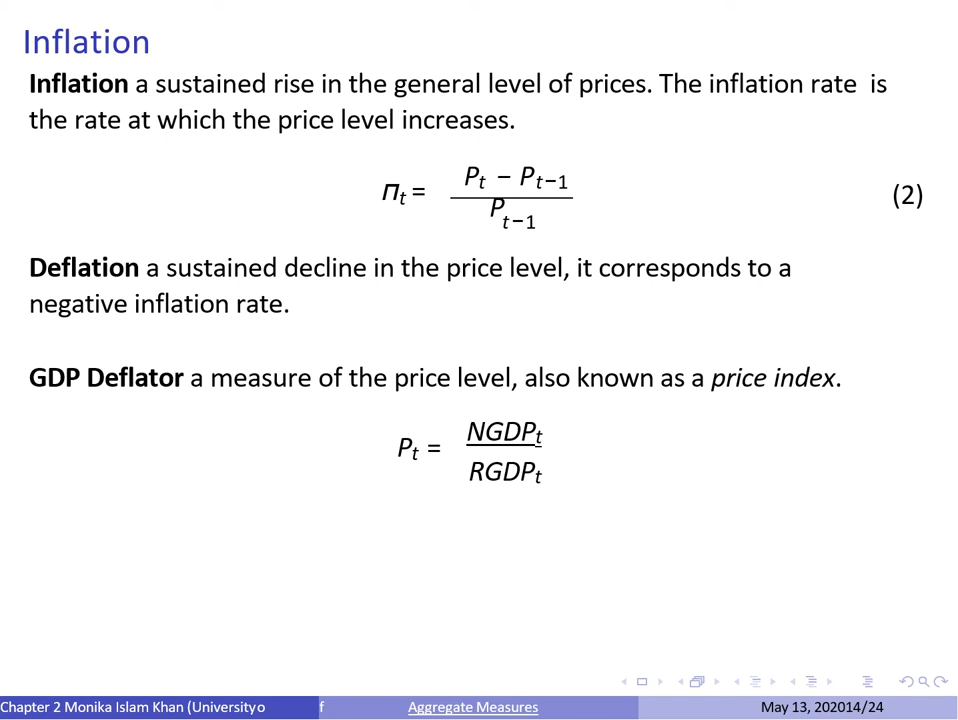 Inflation
Inflation a sustained rise in the general level of prices. The inflation rate is
the rate at which the price level increases.
πt = (Pt − Pt−1) / Pt−1 (2)
Deflation a sustained decline in the price level, it corresponds to a
negative inflation rate.
GDP Deflator a measure of the price level, also known as a price index.
Pt = NGDPt / RGDPt
Chapter 2 Monika Islam Khan (Universityo f Aggregate Measures May 13, 202014/24